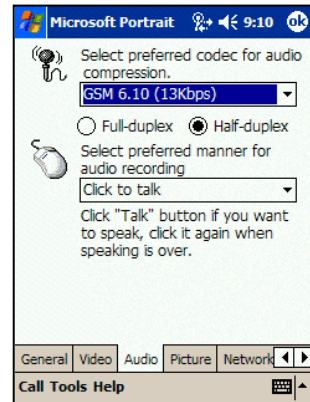 Microsoft Portrait 9:10 ok
Select preferred codec for audio
compression.
GSM 6.10 (13Kbps)
Full-duplex Half-duplex
Select preferred manner for
audio recording
Click to talk
Click "Talk" button if you want
to speak, click it again when
speaking is over.
General Video Audio Picture Network
Call Tools Help